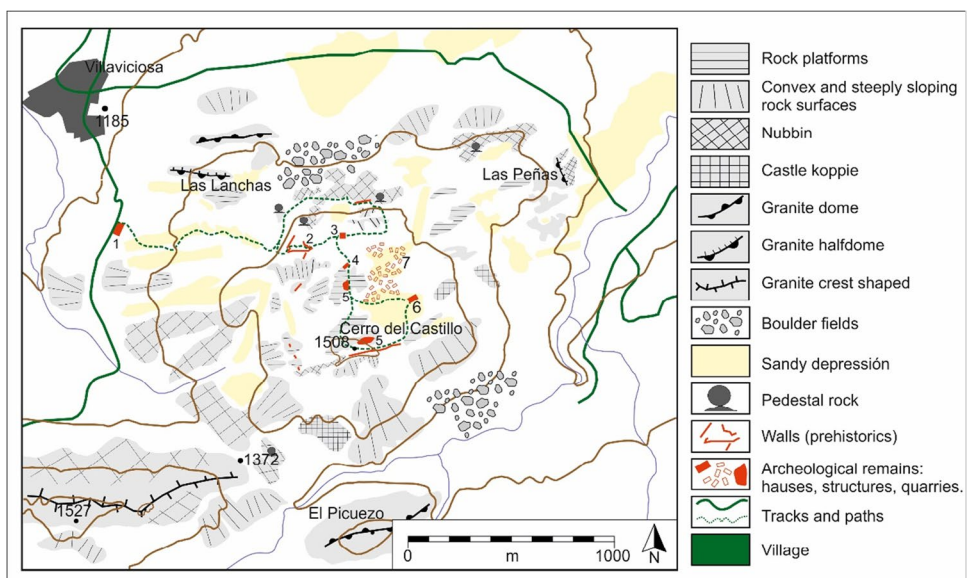 Villaviciosa
1185
Las Lanchas
Las Peñas
1
2
3
4
7
5
6
Cerro del Castillo
1508
5
1372
1527
El Picuezo
0
m
1000
N
Rock platforms
Convex and steeply sloping
rock surfaces
Nubbin
Castle koppie
Granite dome
Granite halfdome
Granite crest shaped
Boulder fields
Sandy depressión
Pedestal rock
Walls (prehistorics)
Archeological remains:
hauses, structures, quarries.
Tracks and paths
Village